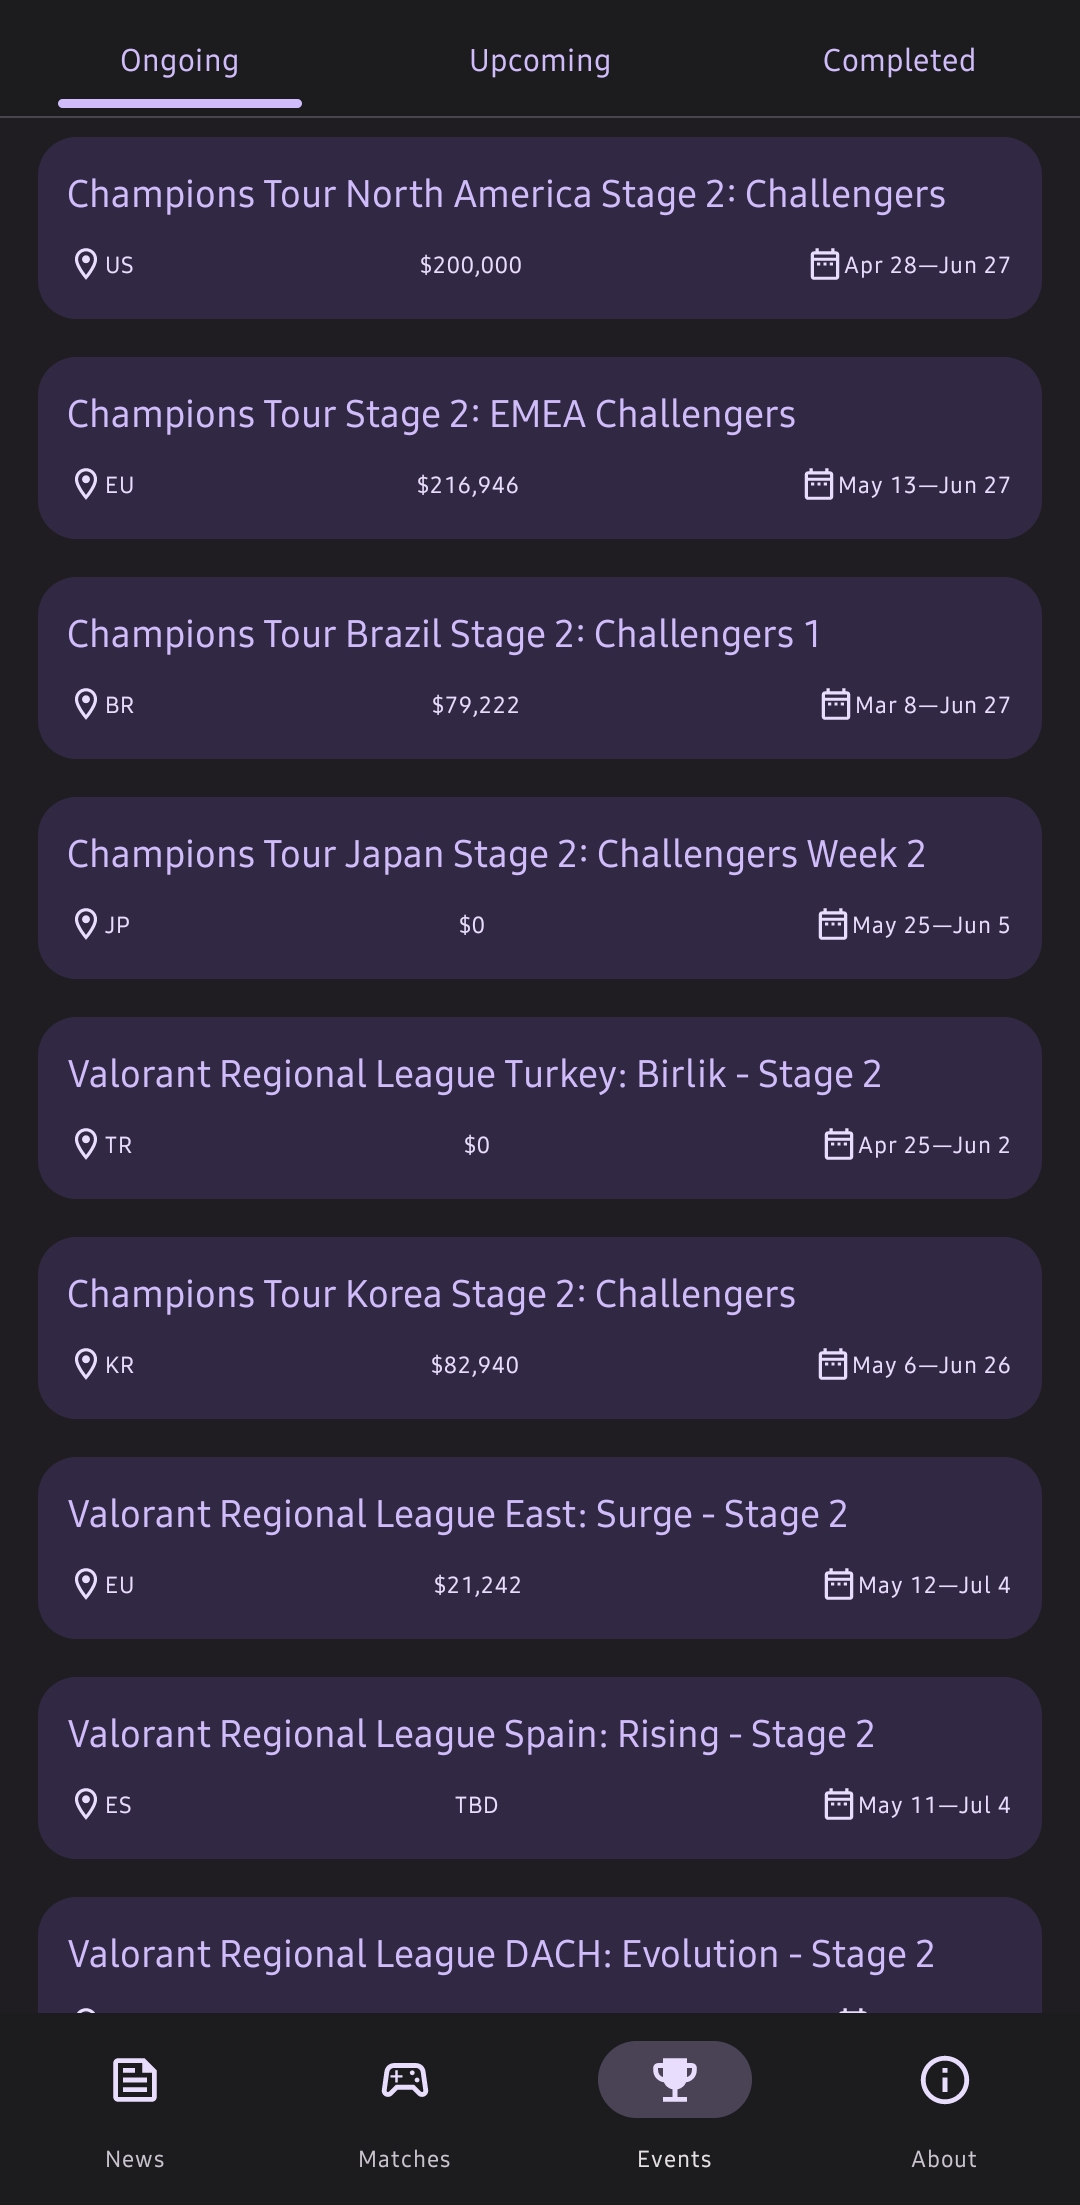 Ongoing Upcoming Completed
Champions Tour North America Stage 2: Challengers
US $200,000 Apr 28—Jun 27
Champions Tour Stage 2: EMEA Challengers
EU $216,946 May 13—Jun 27
Champions Tour Brazil Stage 2: Challengers 1
BR $79,222 Mar 8—Jun 27
Champions Tour Japan Stage 2: Challengers Week 2
JP $0 May 25—Jun 5
Valorant Regional League Turkey: Birlik - Stage 2
TR $0 Apr 25—Jun 2
Champions Tour Korea Stage 2: Challengers
KR $82,940 May 6—Jun 26
Valorant Regional League East: Surge - Stage 2
EU $21,242 May 12—Jul 4
Valorant Regional League Spain: Rising - Stage 2
ES TBD May 11—Jul 4
Valorant Regional League DACH: Evolution - Stage 2
News Matches Events About